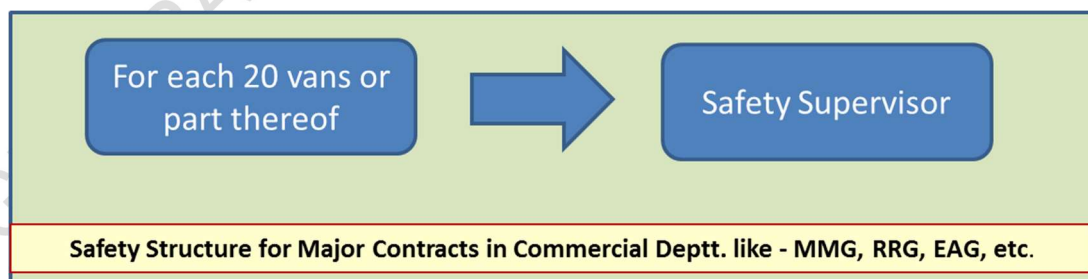 For each 20 vans or
part thereof
Safety Supervisor
Safety Structure for Major Contracts in Commercial Deptt. like - MMG, RRG, EAG, etc.